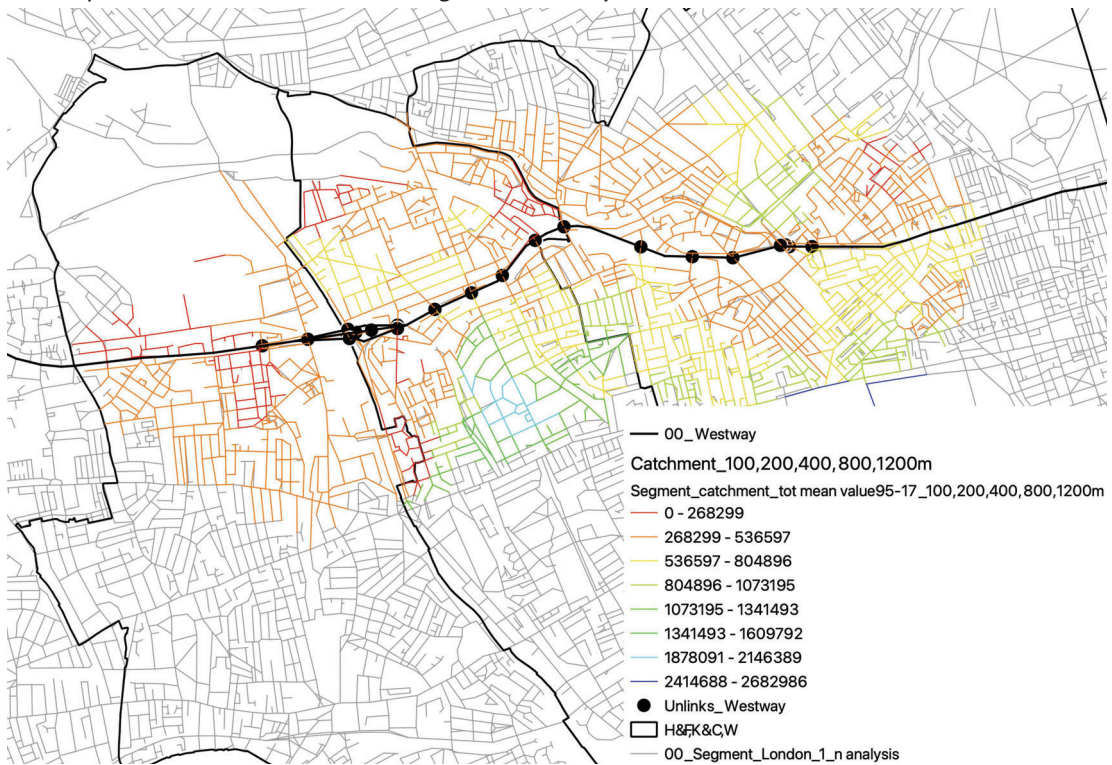 00_Westway
Catchment_100,200,400,800,1200m
Segment_catchment_tot mean value95-17_100,200,400,800,1200m
0 - 268299
268299 - 536597
536597 - 804896
804896 - 1073195
1073195 - 1341493
1341493 - 1609792
1878091 - 2146389
2414688 - 2682986
Unlinks_Westway
H&F,K&C,W
00_Segment_London_1_n analysis